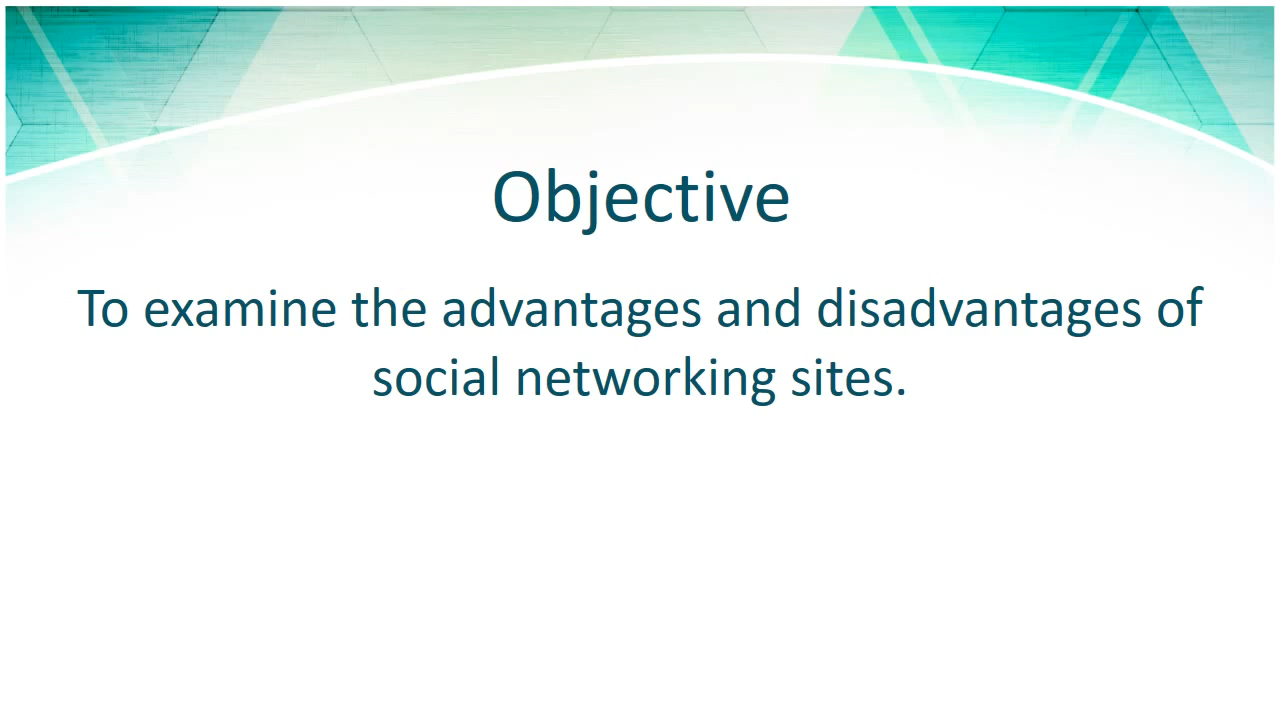 Objective
To examine the advantages and disadvantages of
social networking sites.